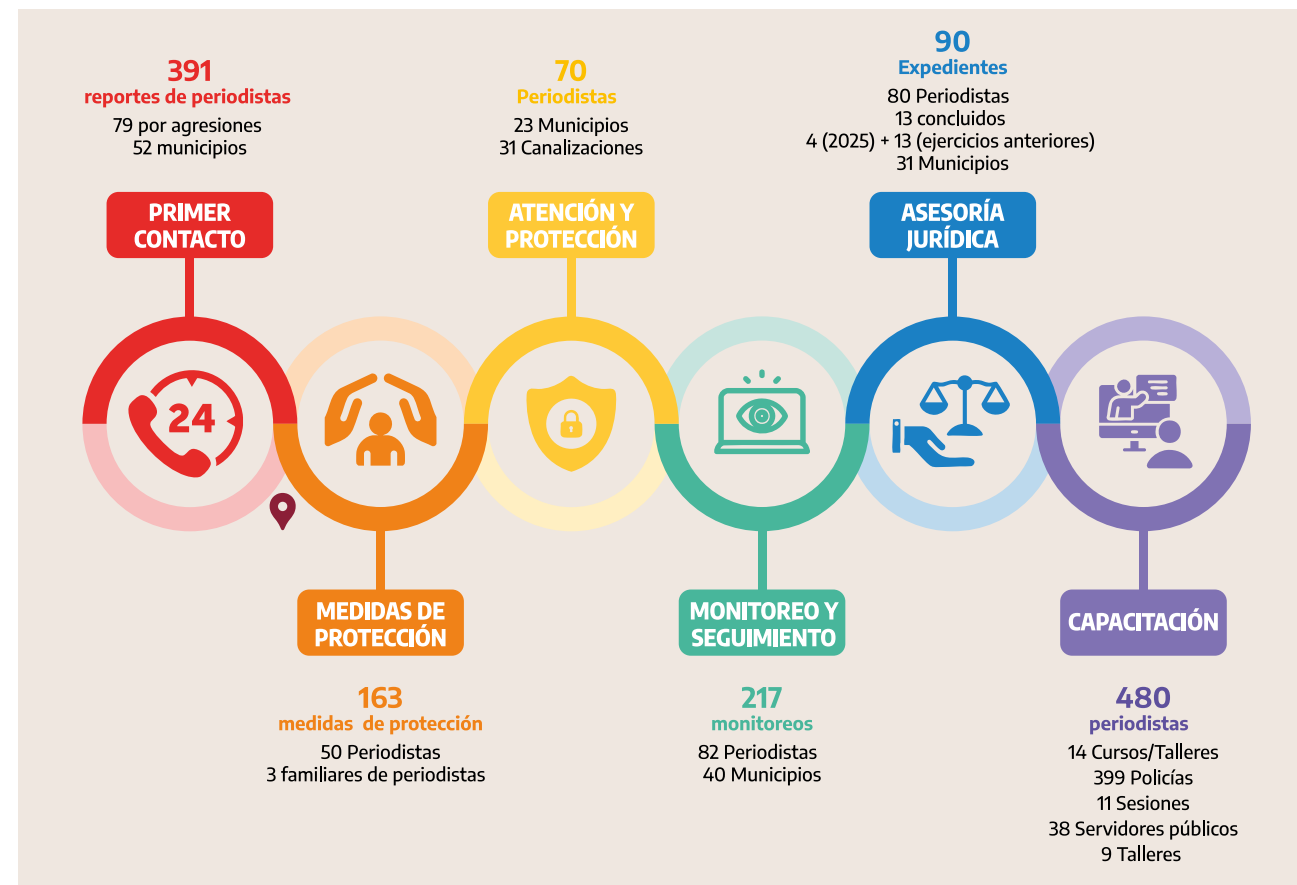 391
reportes de periodistas
79 por agresiones
52 municipios
PRIMER
CONTACTO
24
MEDIDAS DE
PROTECCIÓN
163
medidas de protección
50 Periodistas
3 familiares de periodistas
70
Periodistas
23 Municipios
31 Canalizaciones
ATENCIÓN Y
PROTECCIÓN
MONITOREO Y
SEGUIMIENTO
217
monitoreos
82 Periodistas
40 Municipios
90
Expedientes
80 Periodistas
13 concluidos
4 (2025) + 13 (ejercicios anteriores)
31 Municipios
ASESORÍA
JURÍDICA
CAPACITACIÓN
480
periodistas
14 Cursos/Talleres
399 Policías
11 Sesiones
38 Servidores públicos
9 Talleres